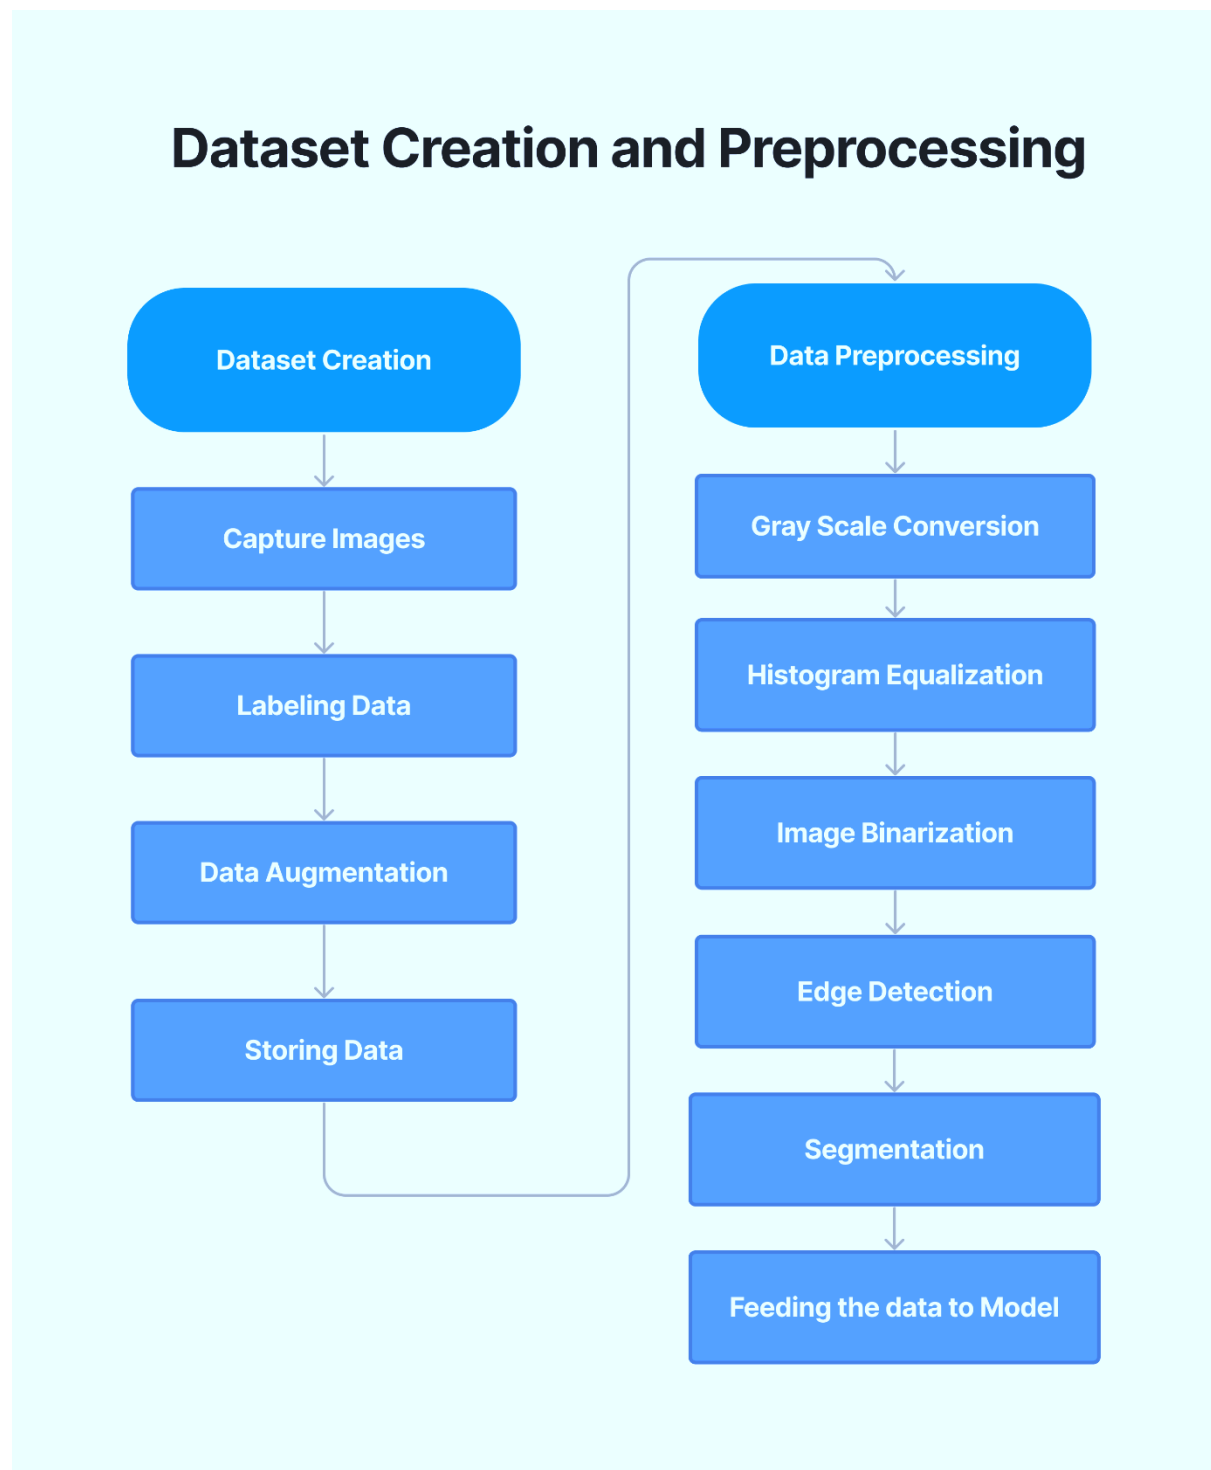 Dataset Creation and Preprocessing
Dataset Creation
Capture Images
Labeling Data
Data Augmentation
Storing Data
Data Preprocessing
Gray Scale Conversion
Histogram Equalization
Image Binarization
Edge Detection
Segmentation
Feeding the data to Model